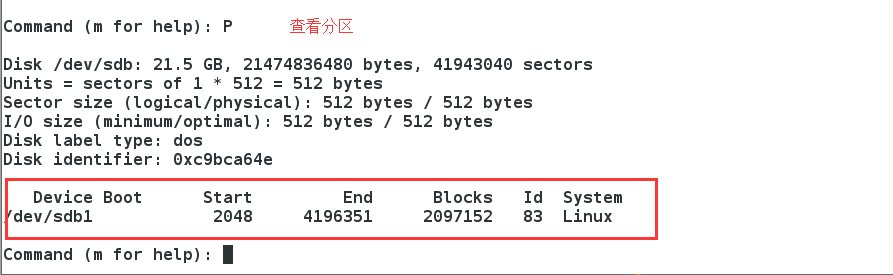 Command (m for help): P 查看分区
Disk /dev/sdb: 21.5 GB, 21474836480 bytes, 41943040 sectors
Units = sectors of 1 * 512 = 512 bytes
Sector size (logical/physical): 512 bytes / 512 bytes
I/O size (minimum/optimal): 512 bytes / 512 bytes
Disk label type: dos
Disk identifier: 0xc9bca64e
Device Boot Start End Blocks Id System
/dev/sdb1 2048 4196351 2097152 83 Linux
Command (m for help):